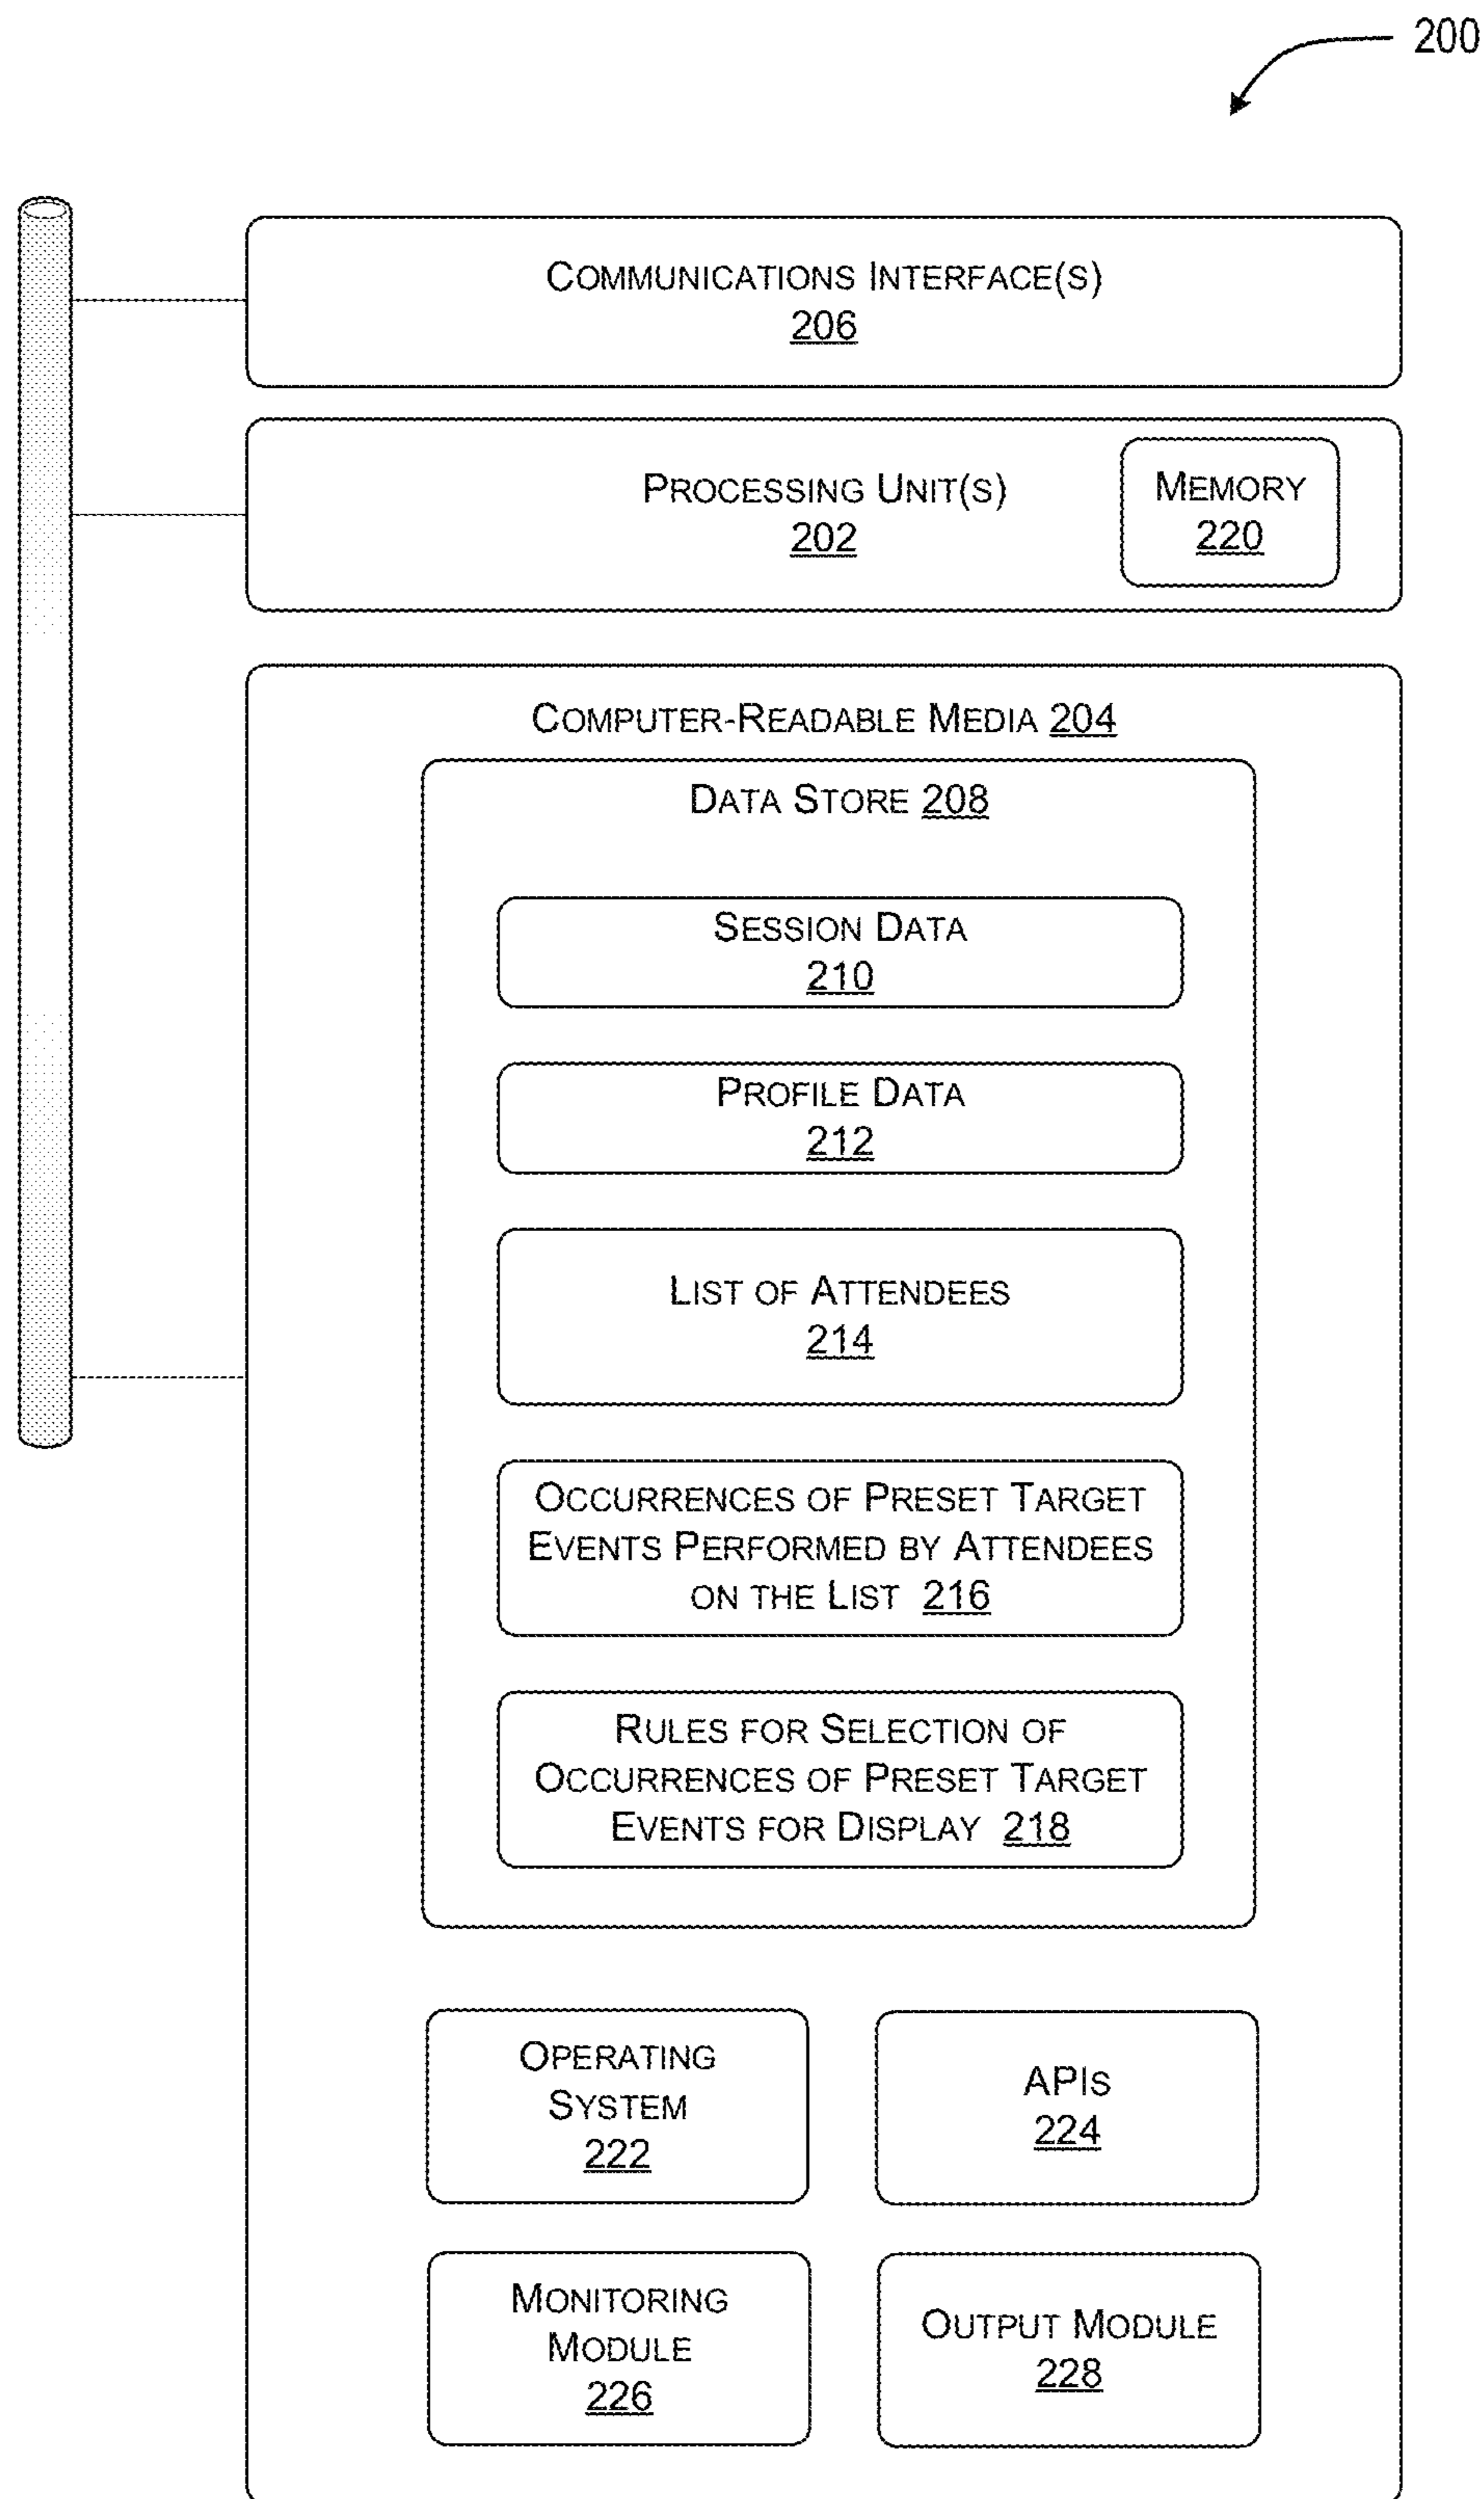 200
Communications Interface(s)
206
Processing Unit(s)
202
Memory
220
Computer-Readable Media 204
Data Store 208
Session Data
210
Profile Data
212
List of Attendees
214
Occurrences of Preset Target
Events Performed by Attendees
on the List 216
Rules for Selection of
Occurrences of Preset Target
Events for Display 218
Operating
System
222
APIs
224
Monitoring
Module
226
Output Module
228